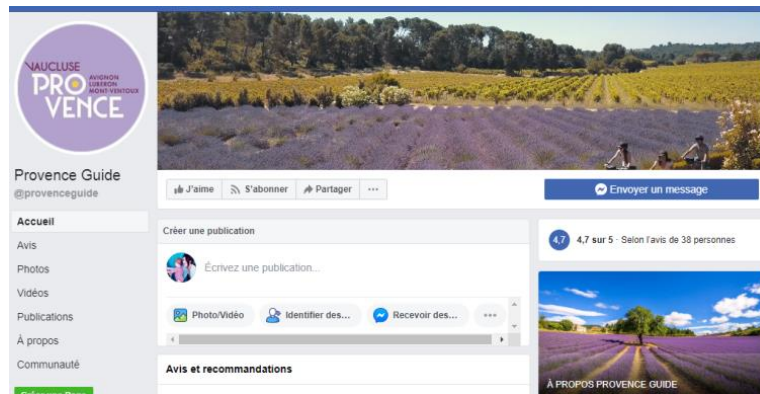 VAUCLUSE
PROVENCE
AVIGNON
LUBERON
MONT-VENTOUX
Provence Guide
@provenceguide
Accueil
Avis
Photos
Vidéos
Publications
À propos
Communauté
J'aime
S'abonner
Partager
Envoyer un message
Créer une publication
Écrivez une publication...
Photo/Vidéo
Identifier des...
Recevoir des...
Avis et recommandations
4,7
4,7 sur 5 · Selon l'avis de 38 personnes
À PROPOS PROVENCE GUIDE